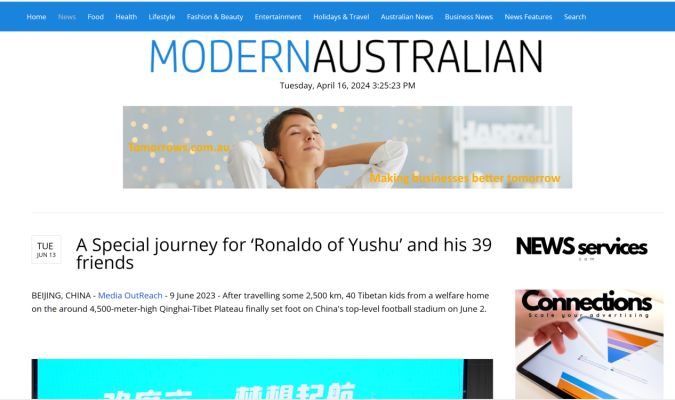 Home News Food Health Lifestyle Fashion & Beauty Entertainment Holidays & Travel Australian News Business News News Features Search
MODERNAUSTRALIAN
Tuesday, April 16, 2024 3:25:23 PM
Tomorrows.com.au
HAPPY
Making businesses better tomorrow
TUE
JUN 13
A Special journey for ‘Ronaldo of Yushu’ and his 39
friends
BEIJING, CHINA - Media OutReach - 9 June 2023 - After travelling some 2,500 km, 40 Tibetan kids from a welfare home
on the around 4,500-meter-high Qinghai-Tibet Plateau finally set foot on China's top-level football stadium on June 2.
NEWS services
com
Connections
Scale your advertising
梦想起航